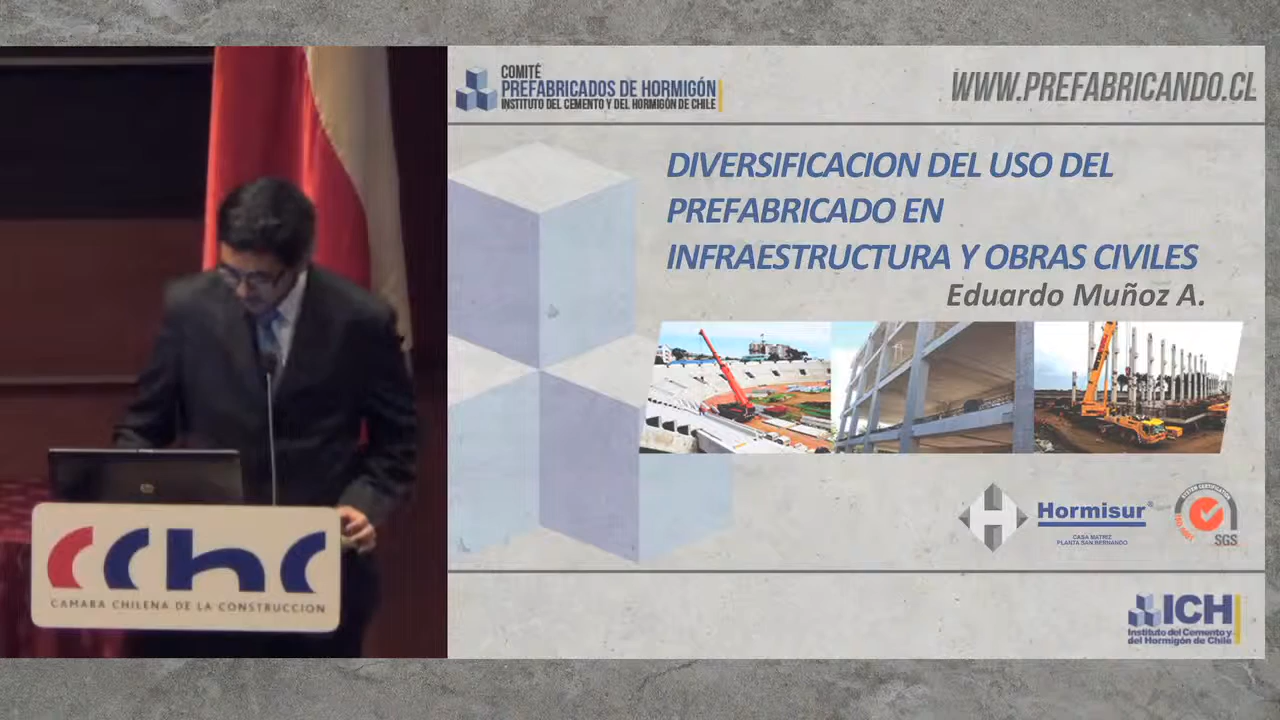 COMITÉ
PREFABRICADOS DE HORMIGÓN
INSTITUTO DEL CEMENTO Y DEL HORMIGÓN DE CHILE
WWW.PREFABRICANDO.CL
DIVERSIFICACION DEL USO DEL
PREFABRICADO EN
INFRAESTRUCTURA Y OBRAS CIVILES
Eduardo Muñoz A.
Hormisur®
CASA MATRIZ
PLANTA SAN BERNARDO
SGS
CChC
CAMARA CHILENA DE LA CONSTRUCCION
ICH
Instituto del Cemento y
del Hormigón de Chile